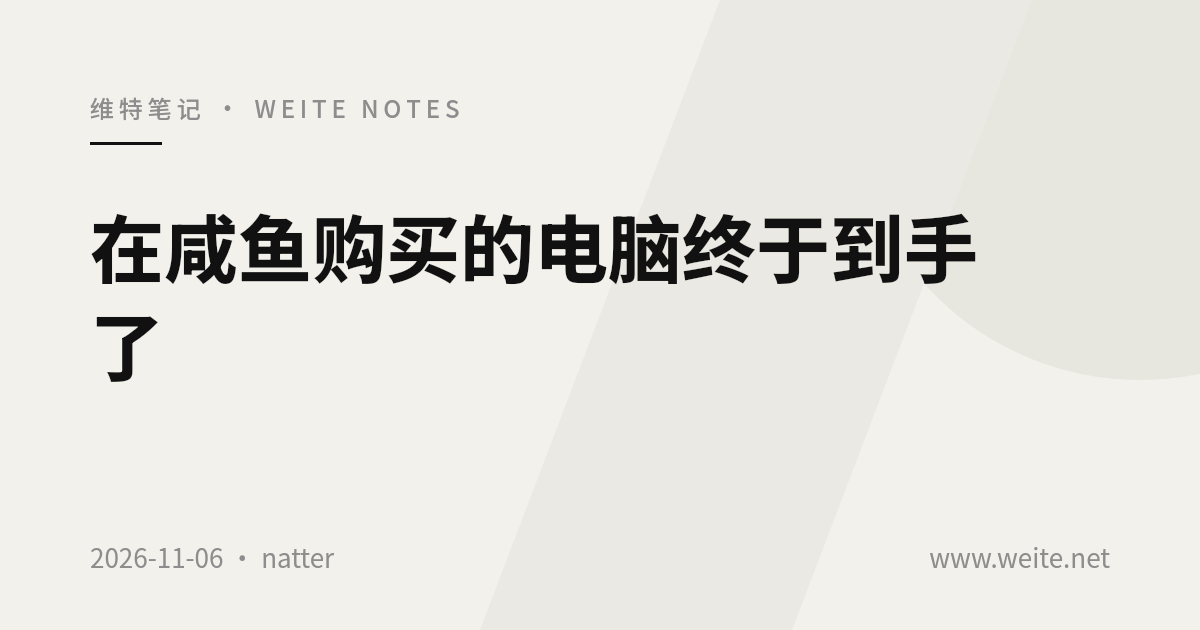 维特笔记 • WEITE NOTES
在咸鱼购买的电脑终于到手
了
2026-11-06 • natter
www.weite.net